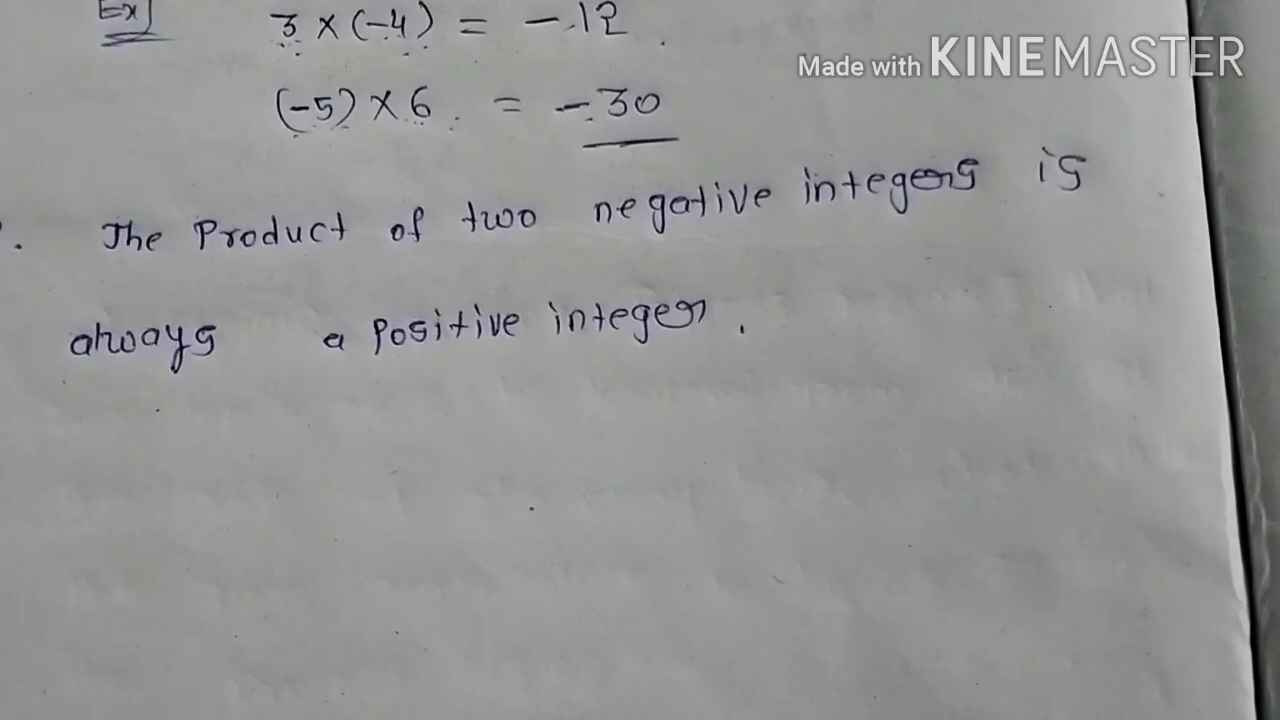 Ex)
3 × (-4) = -12
Made with KINEMASTER
(-5) × 6 = -30
. The Product of two negative integers is
always a Positive integer.